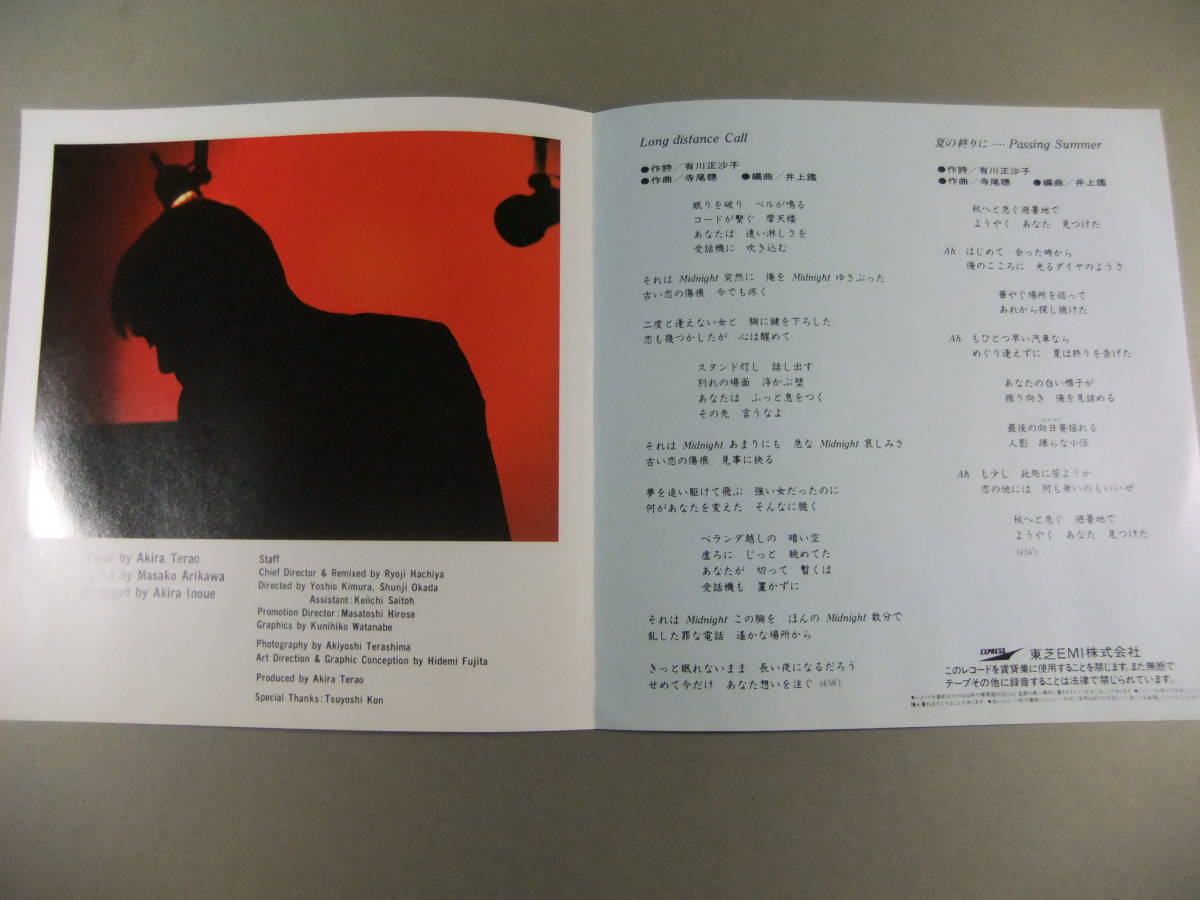 Music by Akira Terao
by Masako Arikawa
Arranged by Akira Inoue
Staff
Chief Director & Remixed by Ryoji Hachiya
Directed by Yoshio Kimura, Shunji Okada
Assistant:Keiichi Saitoh
Promotion Director:Masatoshi Hirose
Graphics by Kunihiko Watanabe
Photography by Akiyoshi Terashima
Art Direction & Graphic Conception by Hidemi Fujita
Produced by Akira Terao
Special Thanks:Tsuyoshi Kon
Long distance Call
●作詩/有川正沙子
●作曲/寺尾聰 ●編曲/井上鑑
眠りを破り ベルが鳴る
コードが繋ぐ 摩天楼
あなたは 遠い淋しさを
受話機に 吹き込む
それは Midnight 突然に 俺を Midnight ゆさぶった
古い恋の傷痕 今でも疼く
二度と逢えない女と 胸に鍵を下ろした
恋も幾つかしたが 心は醒めて
スタンド灯し 話し出す
別れの場面 浮かぶ壁
あなたは ふっと息をつく
その先 言うなよ
それは Midnight あまりにも 急な Midnight 哀しみさ
古い恋の傷痕 見事に抉る
夢を追い駆けて飛ぶ 強い女だったのに
何があなたを変えた そんなに脆く
ベランダ越しの 暗い空
虚ろに じっと 眺めてた
あなたが 切って 暫くは
受話機も 置かずに
それは Midnight この胸を ほんの Midnight 数分で
乱した罪な電話 遙かな場所から
きっと眠れないまま 長い夜になるだろう
せめて今だけ あなた想いを注ぐ (4'58")
夏の終りに ‥‥ Passing Summer
●作詩/有川正沙子
●作曲/寺尾聰 ●編曲/井上鑑
秋へと急ぐ避暑地で
ようやく あなた 見つけた
Ah はじめて 会った時から
俺のこころに 光るダイヤのようさ
華やぐ場所を巡って
あれから探し続けた
Ah もひとつ早い汽車なら
めぐり逢えずに 夏は終りを告げた
あなたの白い帽子が
振り向き 俺を見詰める
最後の向日葵揺れる
人影 疎らな小径
Ah も少し 此処に居ようか
恋の他には 何も無いのもいいぜ
秋へと急ぐ 避暑地で
ようやく あなた 見つけた
(4'54")
EXPRESS 東芝EMI株式会社
このレコードを賃貸業に使用することを禁じます。また無断で
テープその他に録音することは法律で禁じられています。